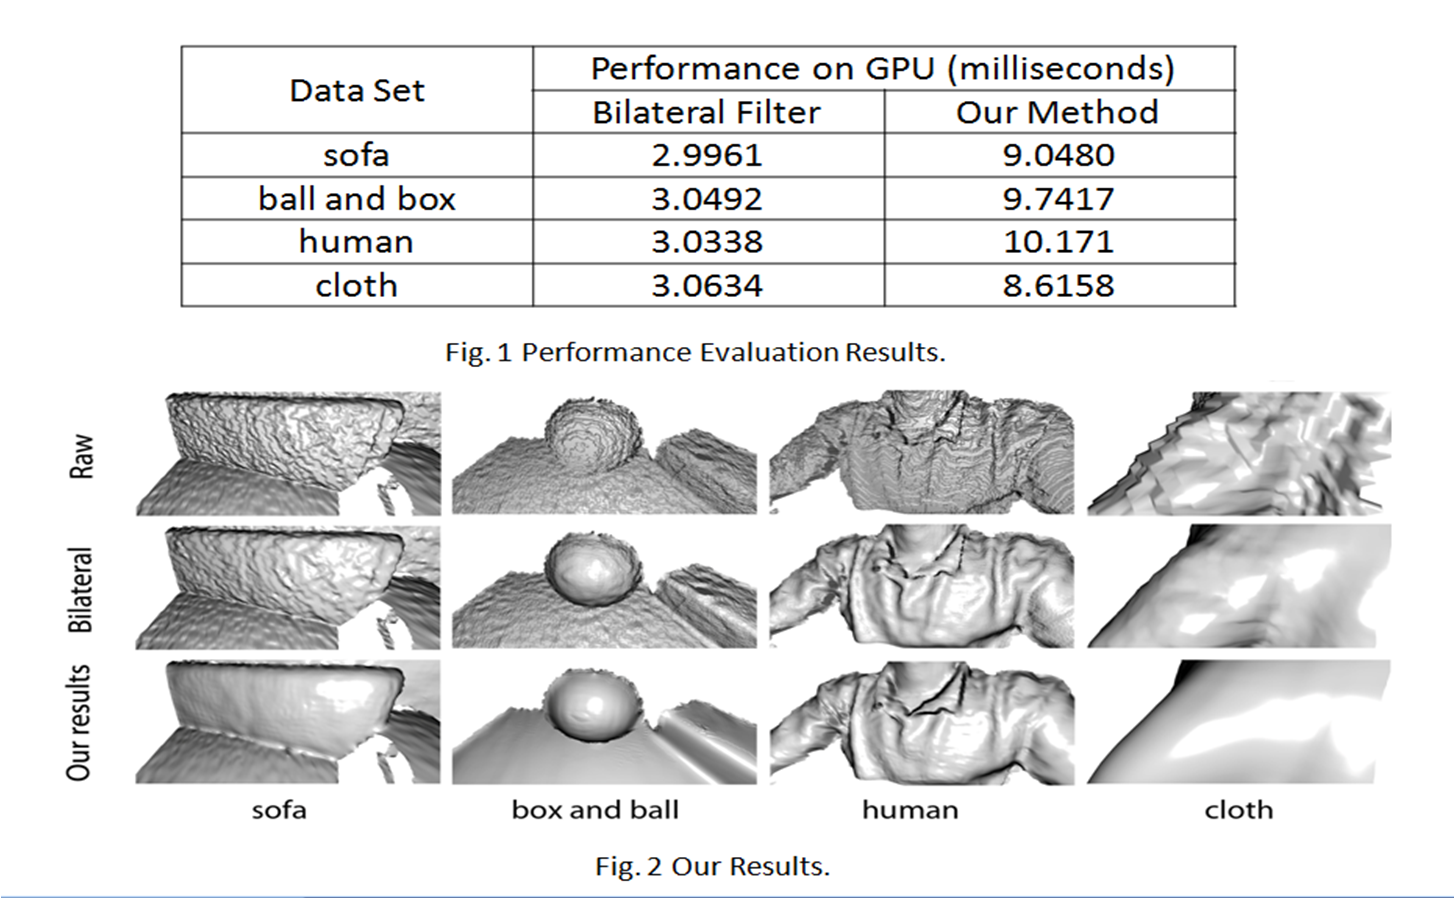 Data Set
Performance on GPU (milliseconds)
Bilateral Filter Our Method
sofa 2.9961 9.0480
ball and box 3.0492 9.7417
human 3.0338 10.171
cloth 3.0634 8.6158
Fig. 1 Performance Evaluation Results.
Raw
Bilateral
Our results
sofa box and ball human cloth
Fig. 2 Our Results.